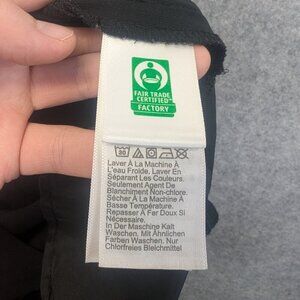 FAIR TRADE
CERTIFIED™
FACTORY
30
Laver À La Machine À
L'eau Froide, Laver En
Séparant Les Couleurs.
Seulement Agent De
Blanchiment Non-chlore.
Sécher À La Machine À
Basse Température.
Repasser À Fer Doux Si
Nécessaire.
In Der Maschine Kalt
Waschen. Mit Ähnlichen
Farben Waschen. Nur
Chlorfreies Bleichmittel